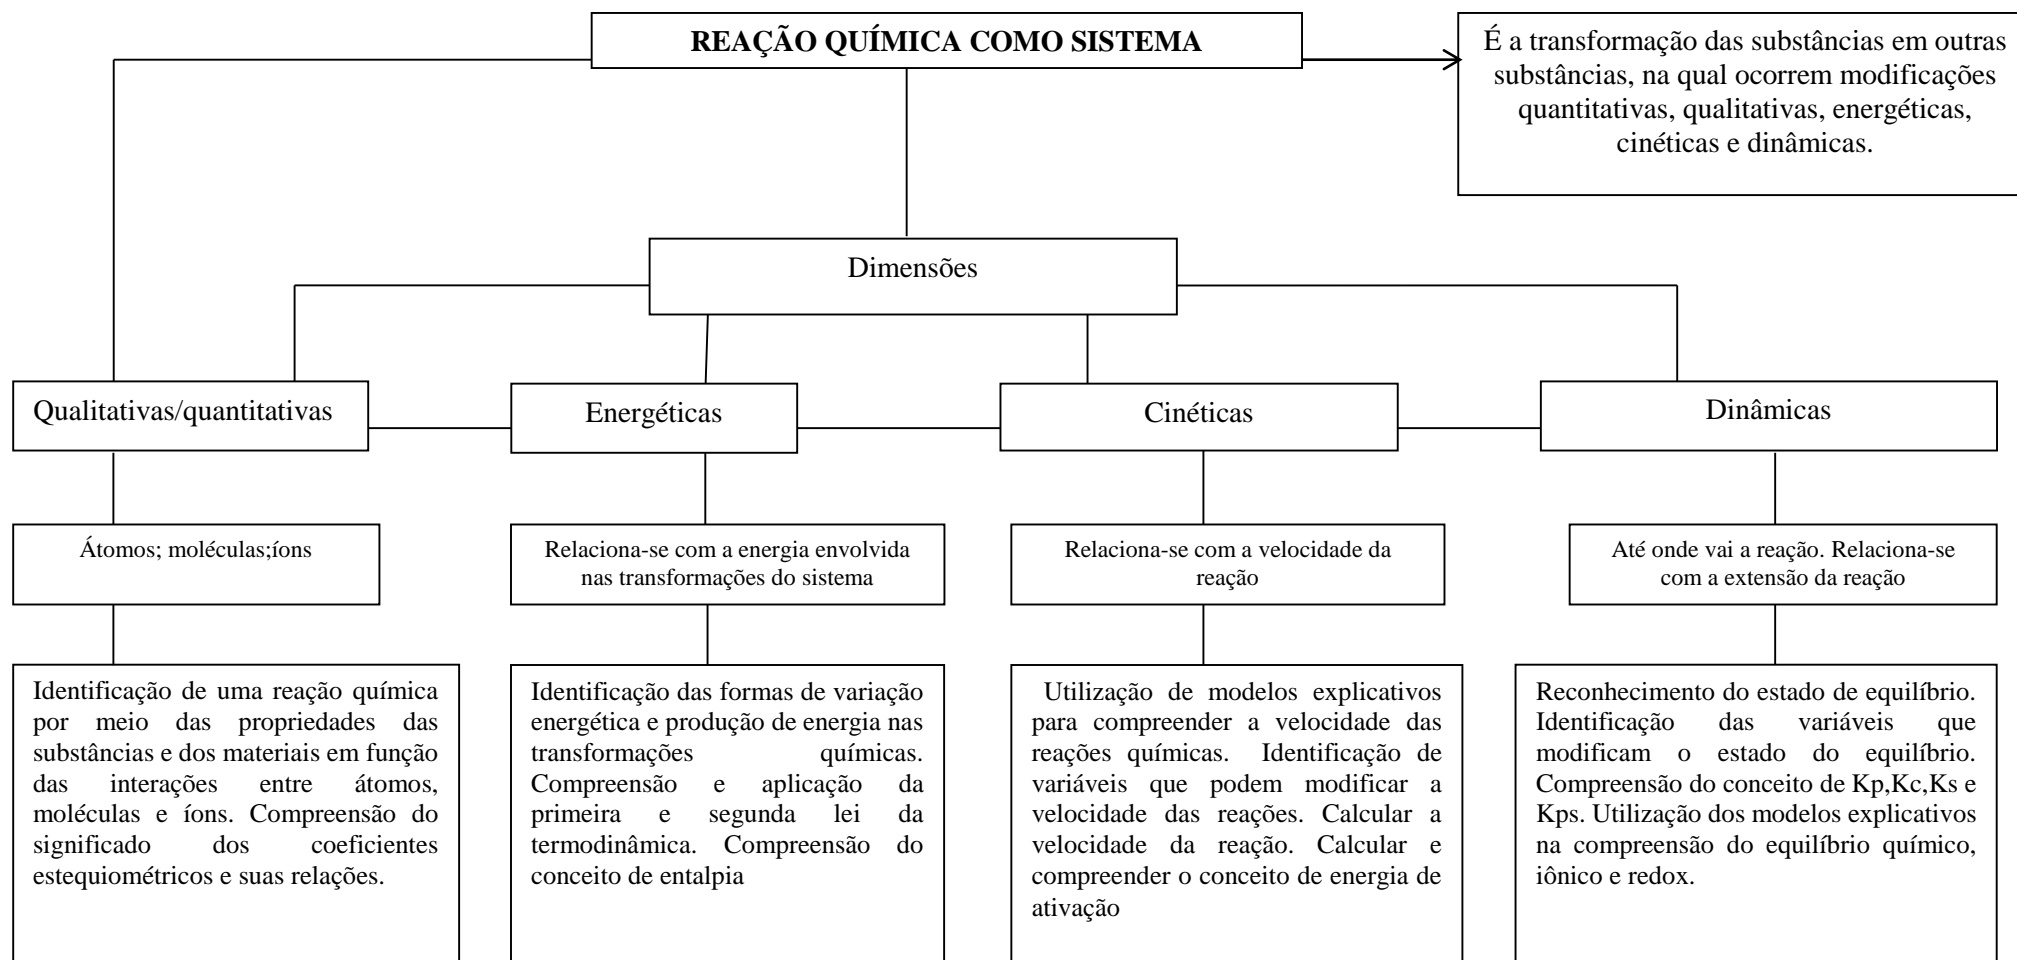 REAÇÃO QUÍMICA COMO SISTEMA
É a transformação das substâncias em outras
substâncias, na qual ocorrem modificações
quantitativas, qualitativas, energéticas,
cinéticas e dinâmicas.
Dimensões
Qualitativas/quantitativas
Energéticas
Cinéticas
Dinâmicas
Átomos; moléculas;íons
Relaciona-se com a energia envolvida
nas transformações do sistema
Relaciona-se com a velocidade da
reação
Até onde vai a reação. Relaciona-se
com a extensão da reação
Identificação de uma reação química
por meio das propriedades das
substâncias e dos materiais em função
das interações entre átomos,
moléculas e íons. Compreensão do
significado dos coeficientes
estequiométricos e suas relações.
Identificação das formas de variação
energética e produção de energia nas
transformações químicas.
Compreensão e aplicação da
primeira e segunda lei da
termodinâmica. Compreensão do
conceito de entalpia
Utilização de modelos explicativos
para compreender a velocidade das
reações químicas. Identificação de
variáveis que podem modificar a
velocidade das reações. Calcular a
velocidade da reação. Calcular e
compreender o conceito de energia de
ativação
Reconhecimento do estado de equilíbrio.
Identificação das variáveis que
modificam o estado do equilíbrio.
Compreensão do conceito de Kp,Kc,Ks e
Kps. Utilização dos modelos explicativos
na compreensão do equilíbrio químico,
iônico e redox.